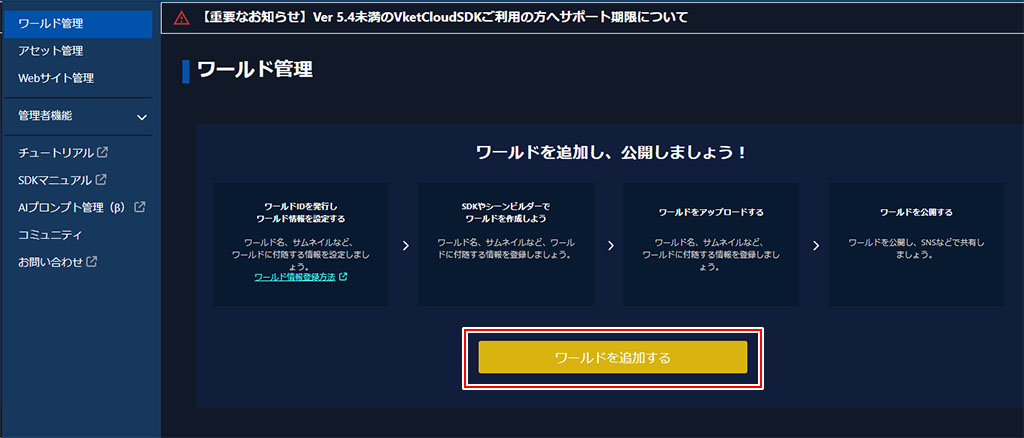 ワールド管理
アセット管理
Webサイト管理
管理者機能
チュートリアル
SDKマニュアル
AIプロンプト管理（β）
コミュニティ
お問い合わせ
【重要なお知らせ】Ver 5.4未満のVketCloudSDKご利用の方へサポート期限について
ワールド管理
ワールドを追加し、公開しましょう！
ワールドIDを発行し
ワールド情報を設定する
ワールド名、サムネイルなど、
ワールドに付随する情報を設定しまし
ょう。
ワールド情報登録方法
SDKやシーンビルダーで
ワールドを作成しよう
ワールド名、サムネイルなど、ワール
ドに付随する情報を登録しましょう。
ワールドをアップロードする
ワールド名、サムネイルなど、
ワールドに付随する情報を登録しまし
ょう。
ワールドを公開する
ワールドを公開し、SNSなどで共有し
ましょう。
ワールドを追加する